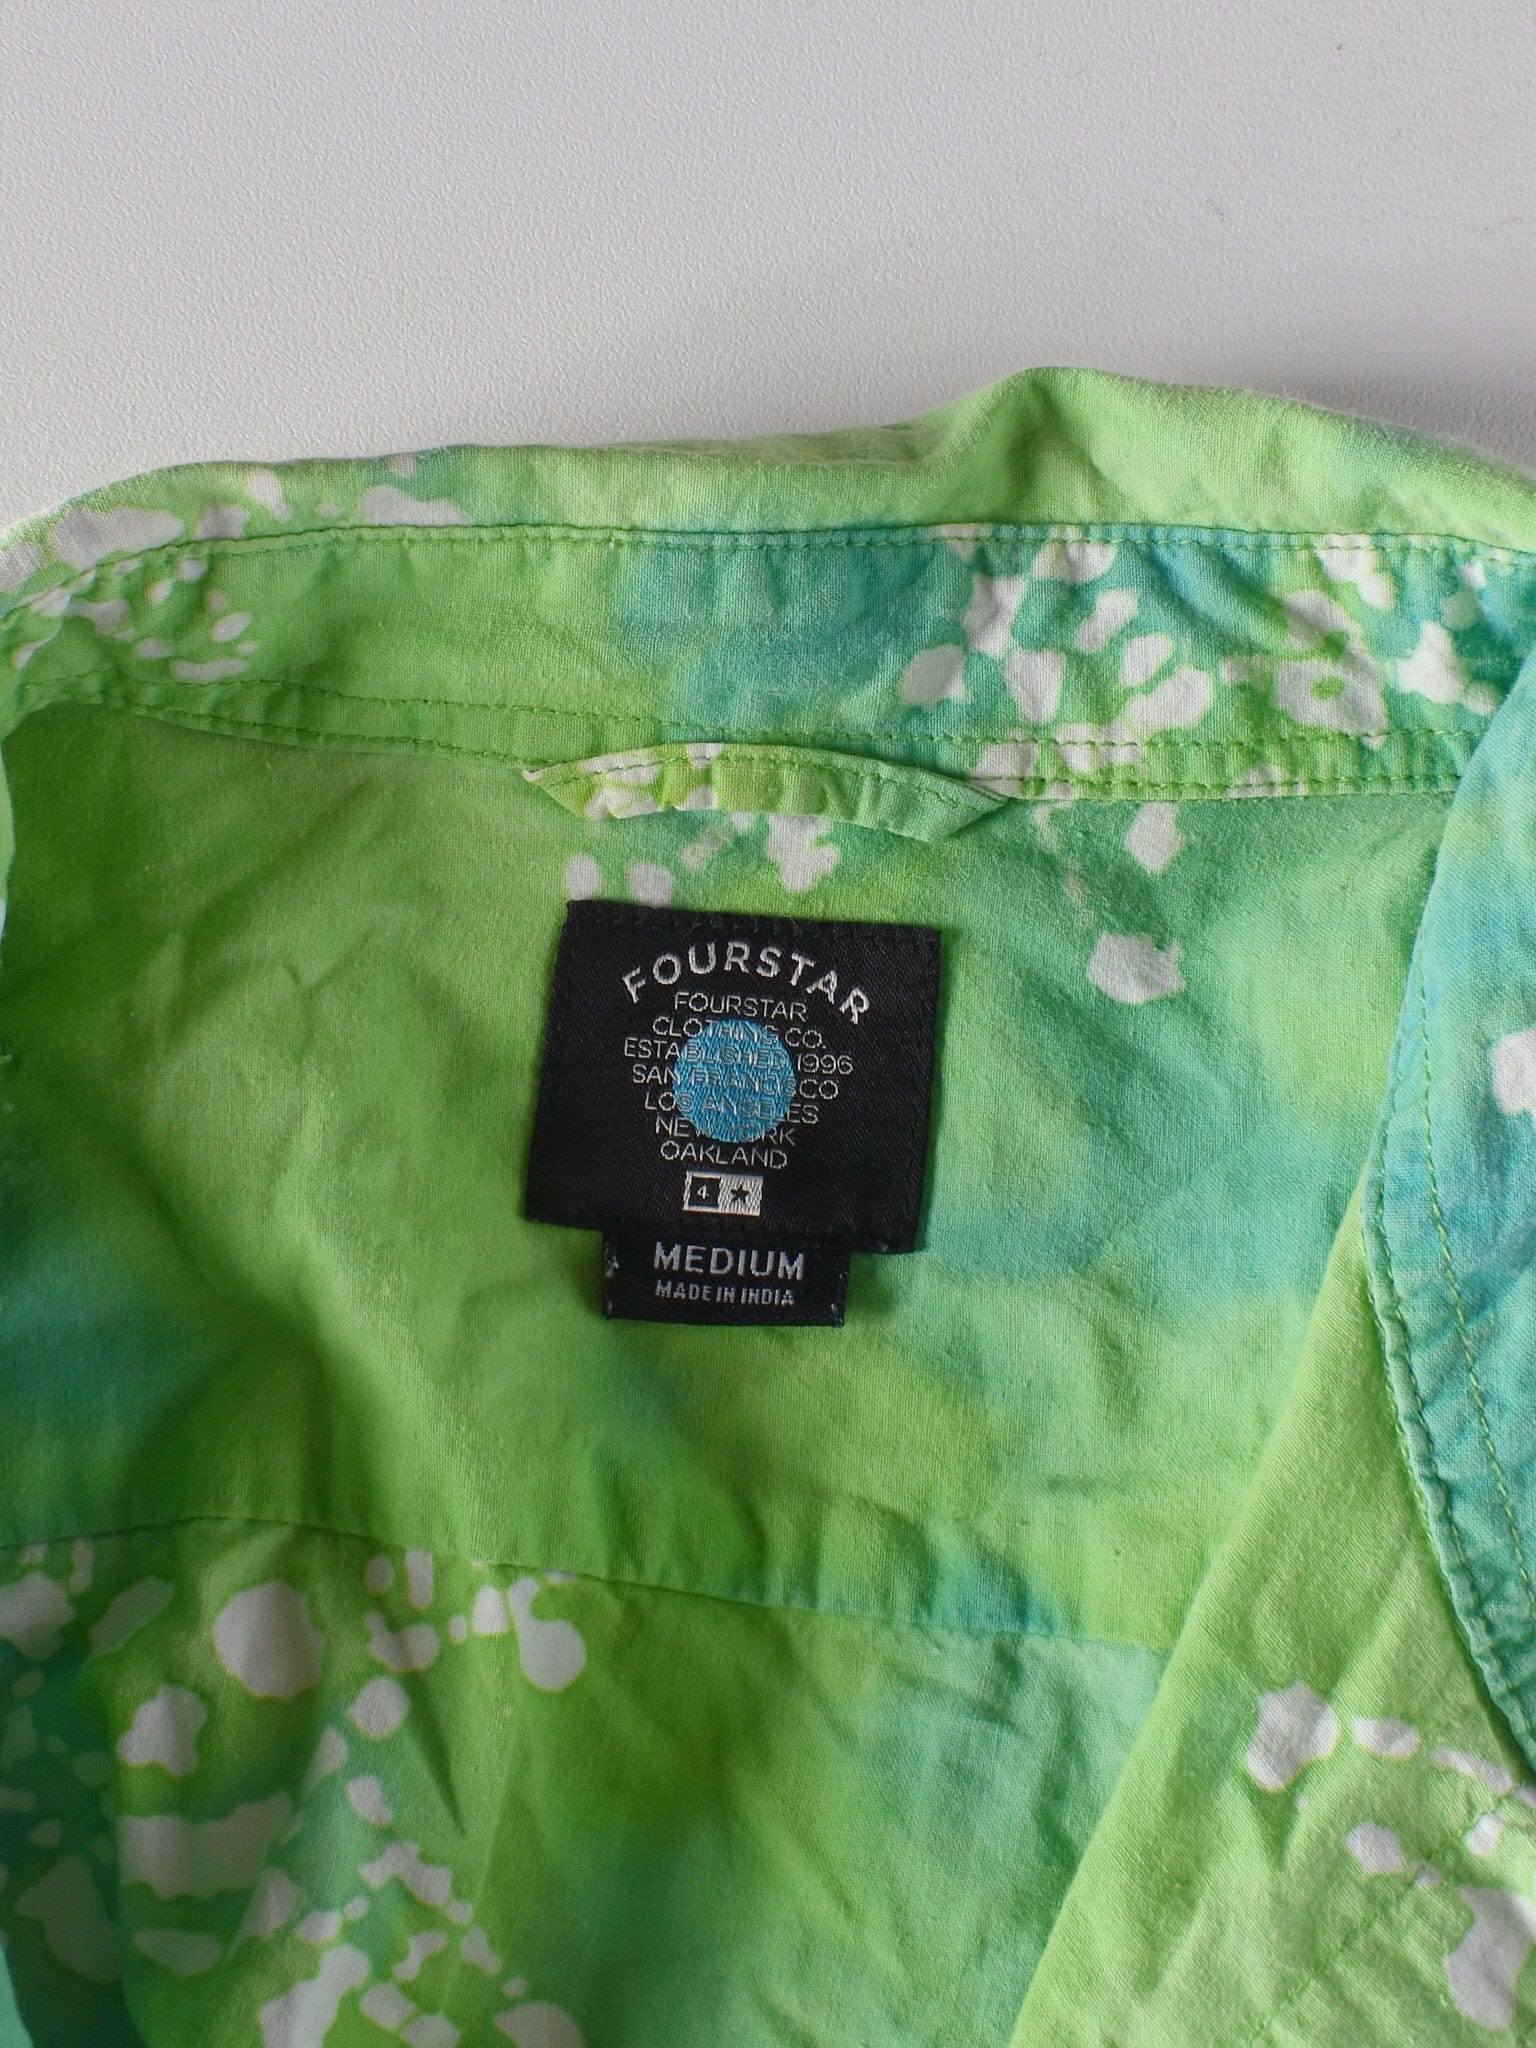 FOURSTAR
FOURSTAR
CLOTHING CO.
ESTABLISHED 1996
SAN FRANCISCO
LOS ANGELES
NEW YORK
OAKLAND
4
MEDIUM
MADE IN INDIA